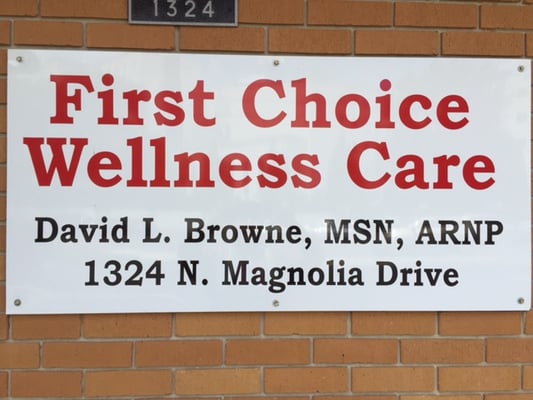 1324
First Choice
Wellness Care
David L. Browne, MSN, ARNP
1324 N. Magnolia Drive